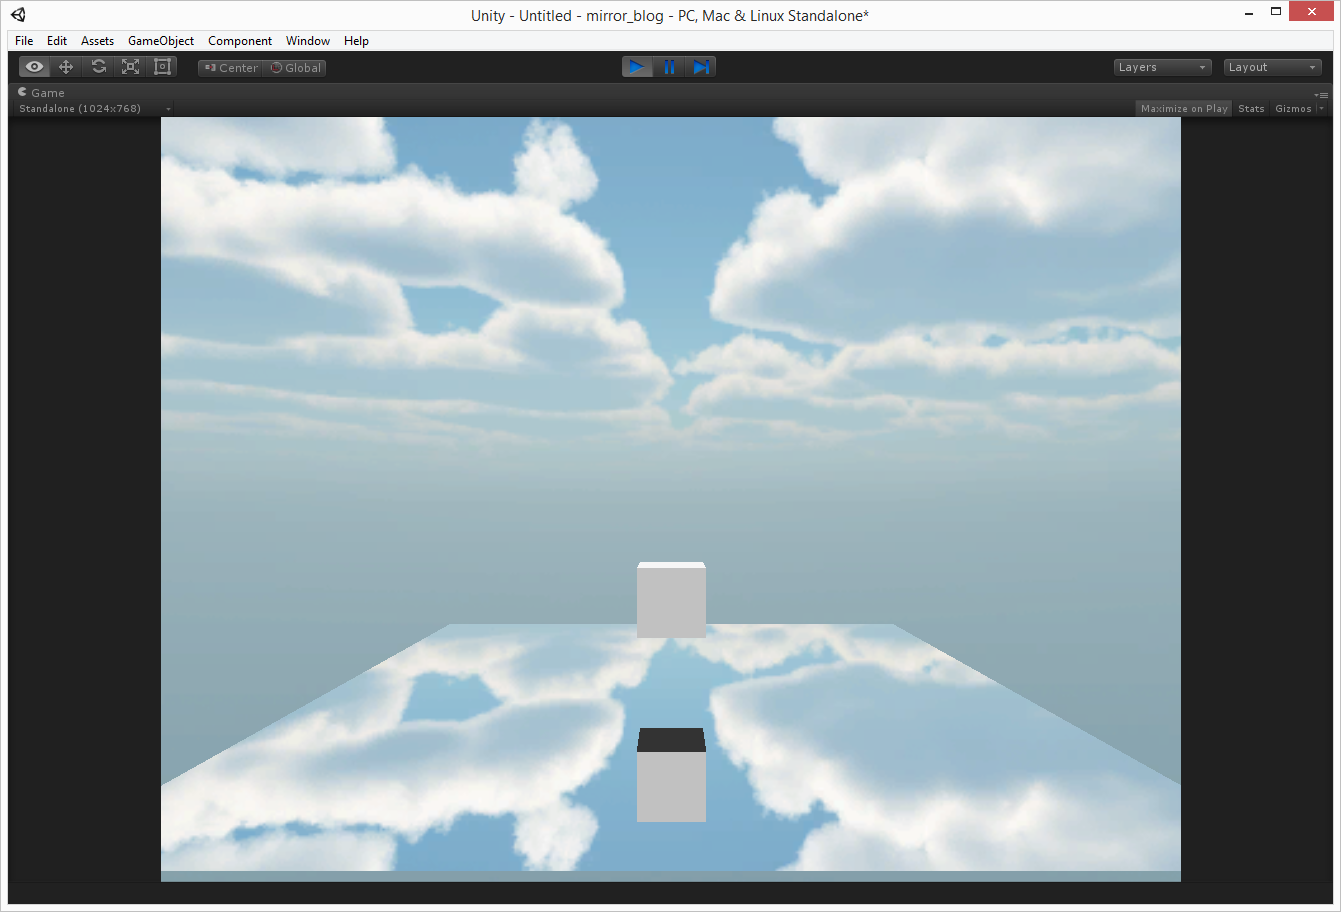 Unity - Untitled - mirror_blog - PC, Mac & Linux Standalone*
File Edit Assets GameObject Component Window Help
Center Global Layers Layout
Game
Standalone (1024x768) Maximize on Play Stats Gizmos